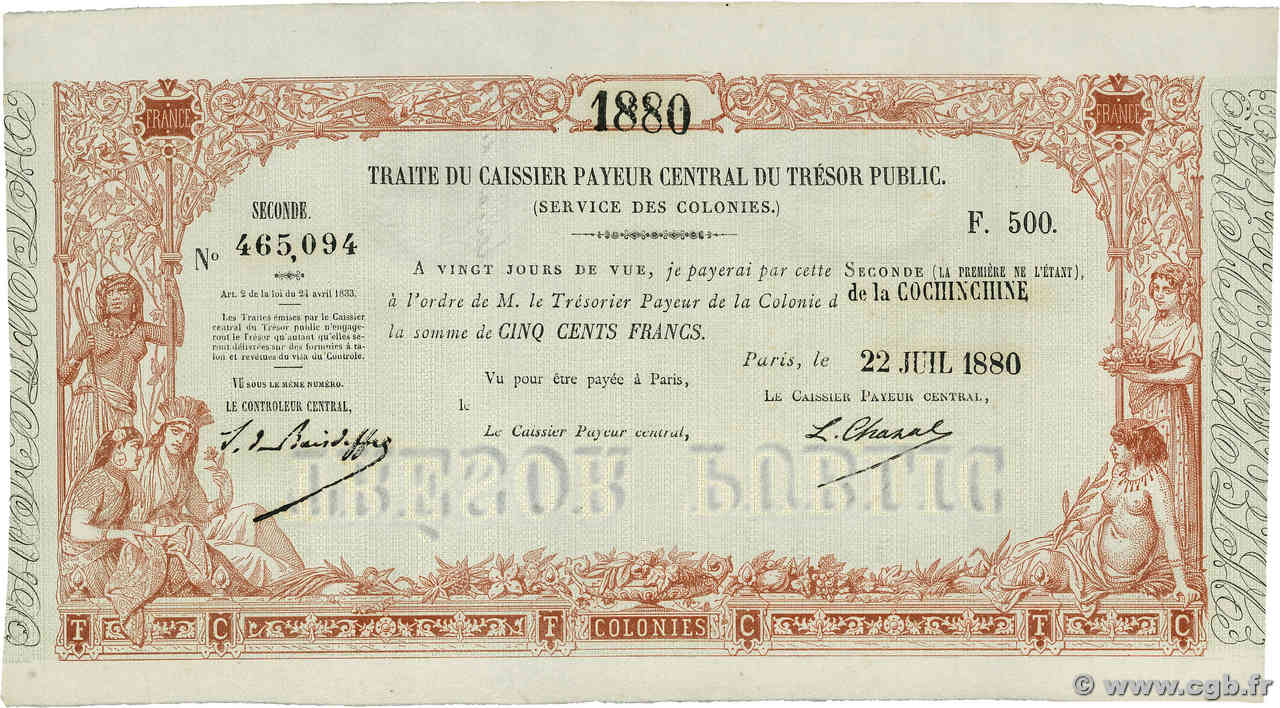 FRANCE
1880
FRANCE
TRAITE DU CAISSIER PAYEUR CENTRAL DU TRÉSOR PUBLIC.
(SERVICE DES COLONIES.)
SECONDE.
No 465,094
F. 500.
Art. 2 de la loi du 24 avril 1833.
Les Traites émises par le Caissier
central du Trésor public n'engage-
ront le Trésor qu'autant qu'elles se-
ront délivrées sur des formules à ta-
lon et revêtues du visa du Contrôle.
VU SOUS LE MÊME NUMÉRO.
LE CONTROLEUR CENTRAL,
A VINGT JOURS DE VUE, je payerai par cette SECONDE (LA PREMIÈRE NE L'ÉTANT),
à l'ordre de M. le Trésorier Payeur de la Colonie d de la COCHINCHINE
la somme de CINQ CENTS FRANCS.
Paris, le 22 JUIL 1880
Vu pour être payée à Paris,
le
Le Caissier Payeur central,
LE CAISSIER PAYEUR CENTRAL,
L. Chazal
TRÉSOR PUBLIC
T C F COLONIES C T C
© www.cgb.fr